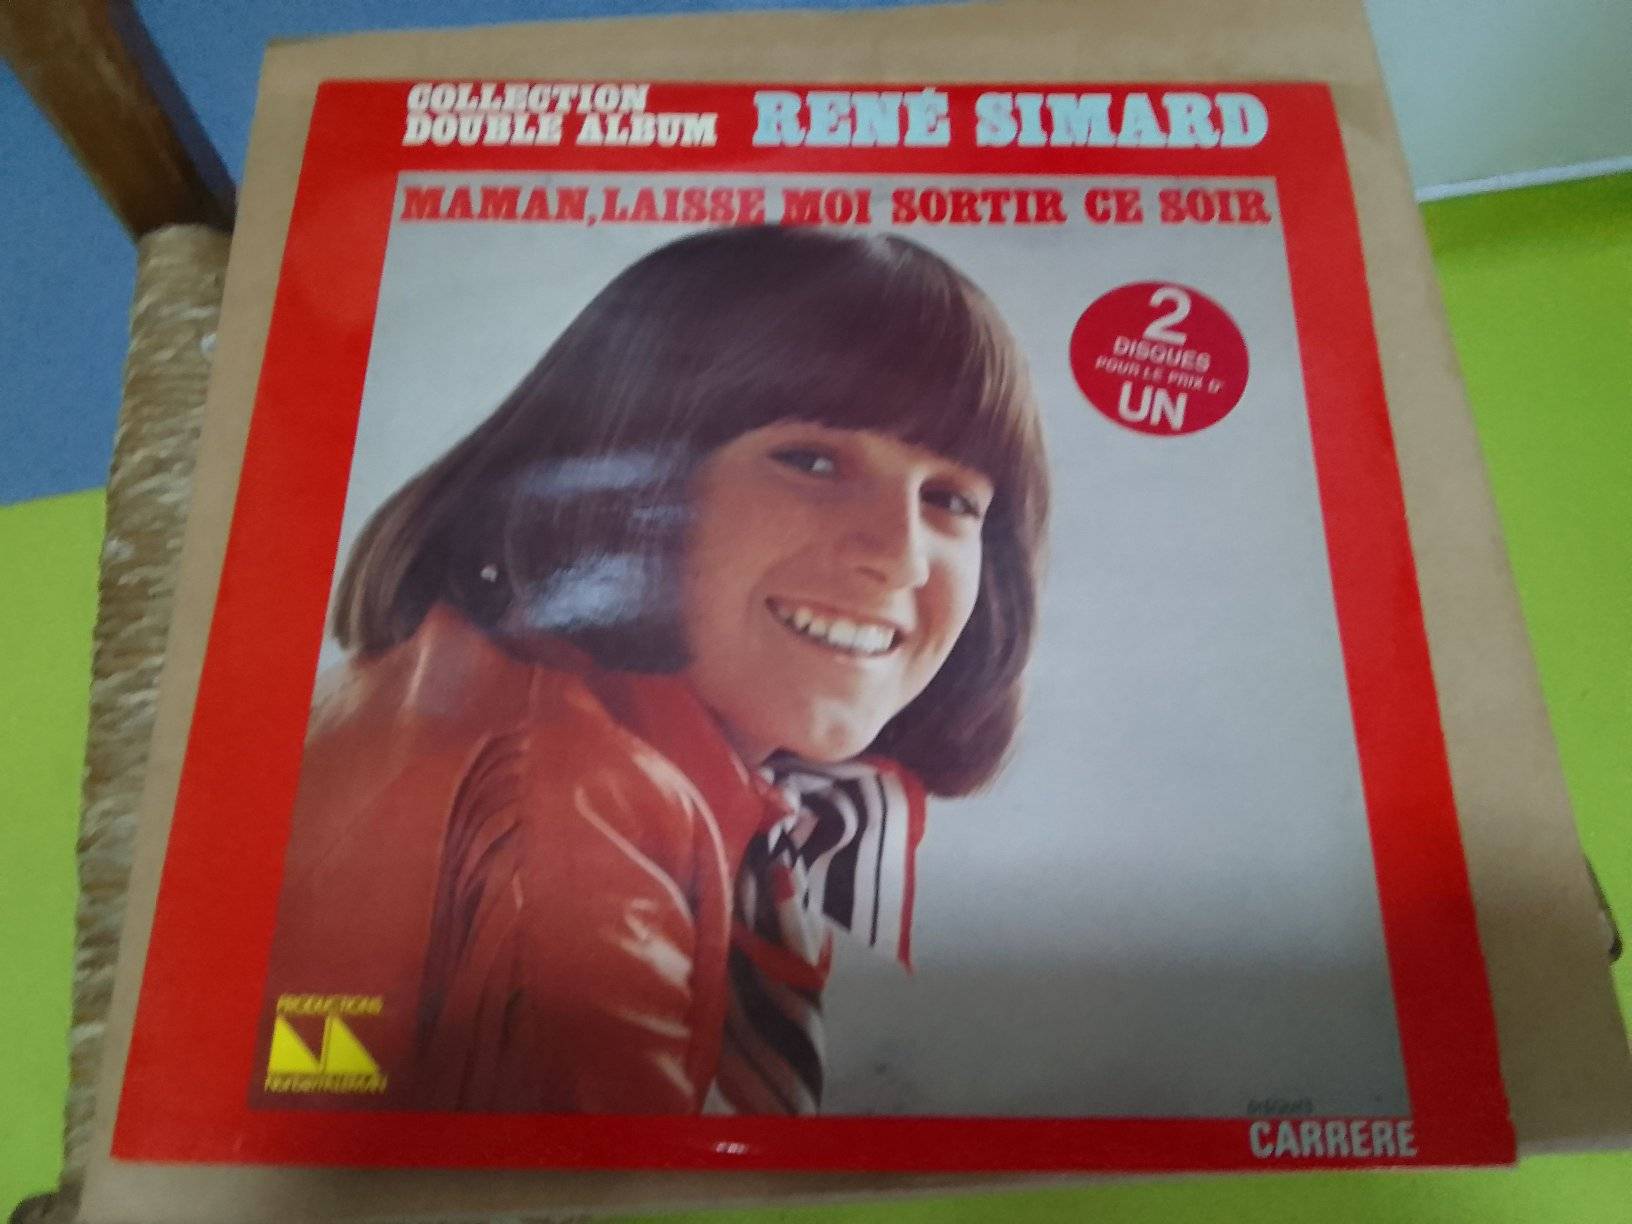 COLLECTION
DOUBLE ALBUM
RENÉ SIMARD
MAMAN, LAISSE MOI SORTIR CE SOIR
2
DISQUES
POUR LE PRIX D'
UN
PRODUCTIONS
DISQUES
CARRERE